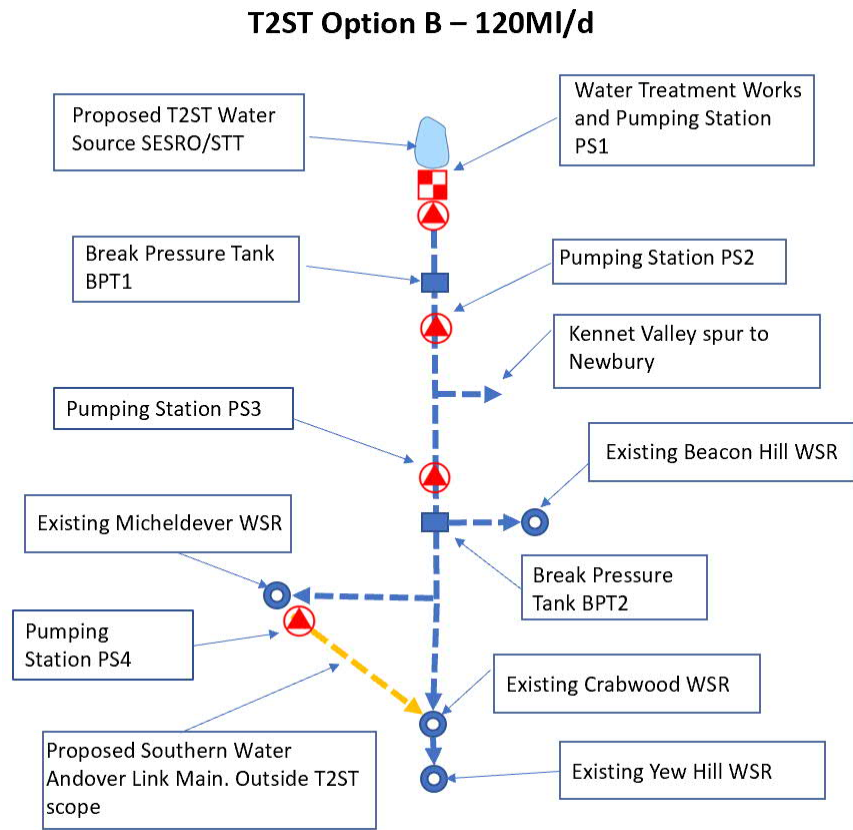 T2ST Option B – 120Ml/d
Proposed T2ST Water
Source SESRO/STT
Water Treatment Works
and Pumping Station
PS1
Break Pressure Tank
BPT1
Pumping Station PS2
Kennet Valley spur to
Newbury
Pumping Station PS3
Existing Beacon Hill WSR
Existing Micheldever WSR
Break Pressure
Tank BPT2
Pumping
Station PS4
Existing Crabwood WSR
Proposed Southern Water
Andover Link Main. Outside T2ST
scope
Existing Yew Hill WSR